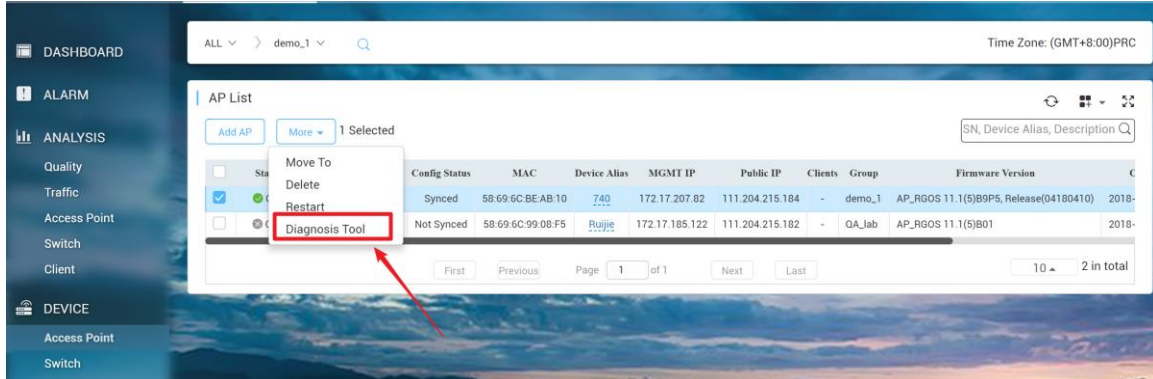 DASHBOARD
ALARM
ANALYSIS
Quality
Traffic
Access Point
Switch
Client
DEVICE
Access Point
Switch
ALL demo_1
Time Zone: (GMT+8:00)PRC
AP List
Add AP More 1 Selected
SN, Device Alias, Description
Move To
Delete
Restart
Diagnosis Tool
Config Status MAC Device Alias MGMT IP Public IP Clients Group Firmware Version
Synced 58:69:6C:BE:AB:10 740 172.17.207.82 111.204.215.184 - demo_1 AP_RGOS 11.1(5)B9P5, Release(04180410) 2018-
Not Synced 58:69:6C:99:08:F5 Ruijie 172.17.185.122 111.204.215.182 - QA_lab AP_RGOS 11.1(5)B01 2018-
First Previous Page 1 of 1 Next Last 10 2 in total